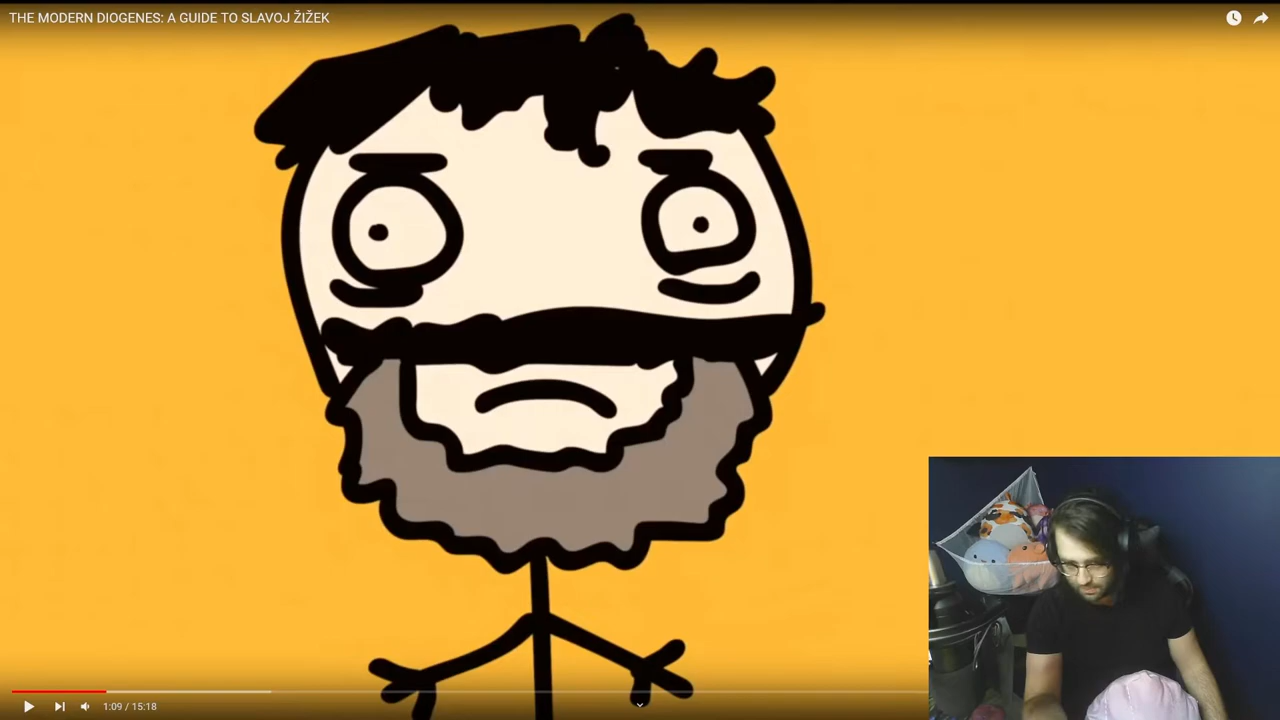 THE MODERN DIOGENES: A GUIDE TO SLAVOJ ŽIŽEK
1:09 / 15:18